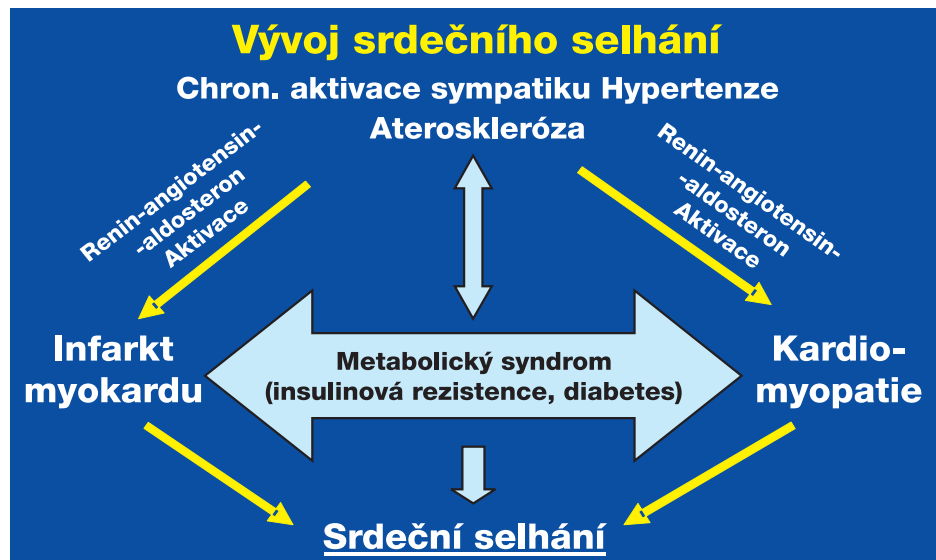 Vývoj srdečního selhání
Chron. aktivace sympatiku Hypertenze
Ateroskleróza
Renin-angiotensin-
-aldosteron
Aktivace
Renin-angiotensin-
-aldosteron
Aktivace
Infarkt
myokardu
Metabolický syndrom
(insulinová rezistence, diabetes)
Kardio-
myopatie
Srdeční selhání